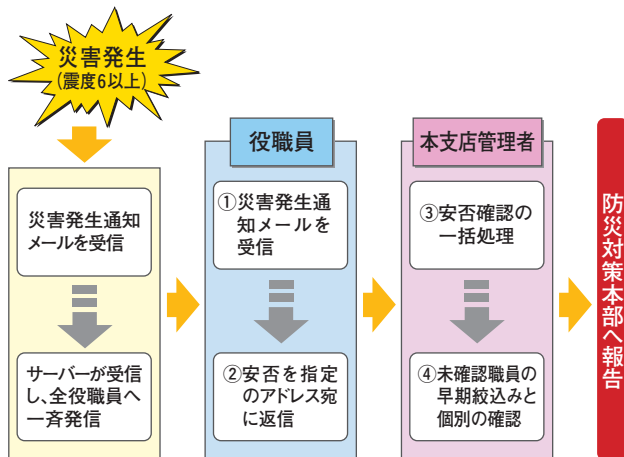 災害発生
(震度6以上)
災害発生通知
メールを受信
サーバーが受信
し、全役職員へ
一斉発信
役職員
①災害発生通
知メールを
受信
②安否を指定
のアドレス宛
に返信
本支店管理者
③安否確認の
一括処理
④未確認職員の
早期絞込みと
個別の確認
防災対策本部へ報告